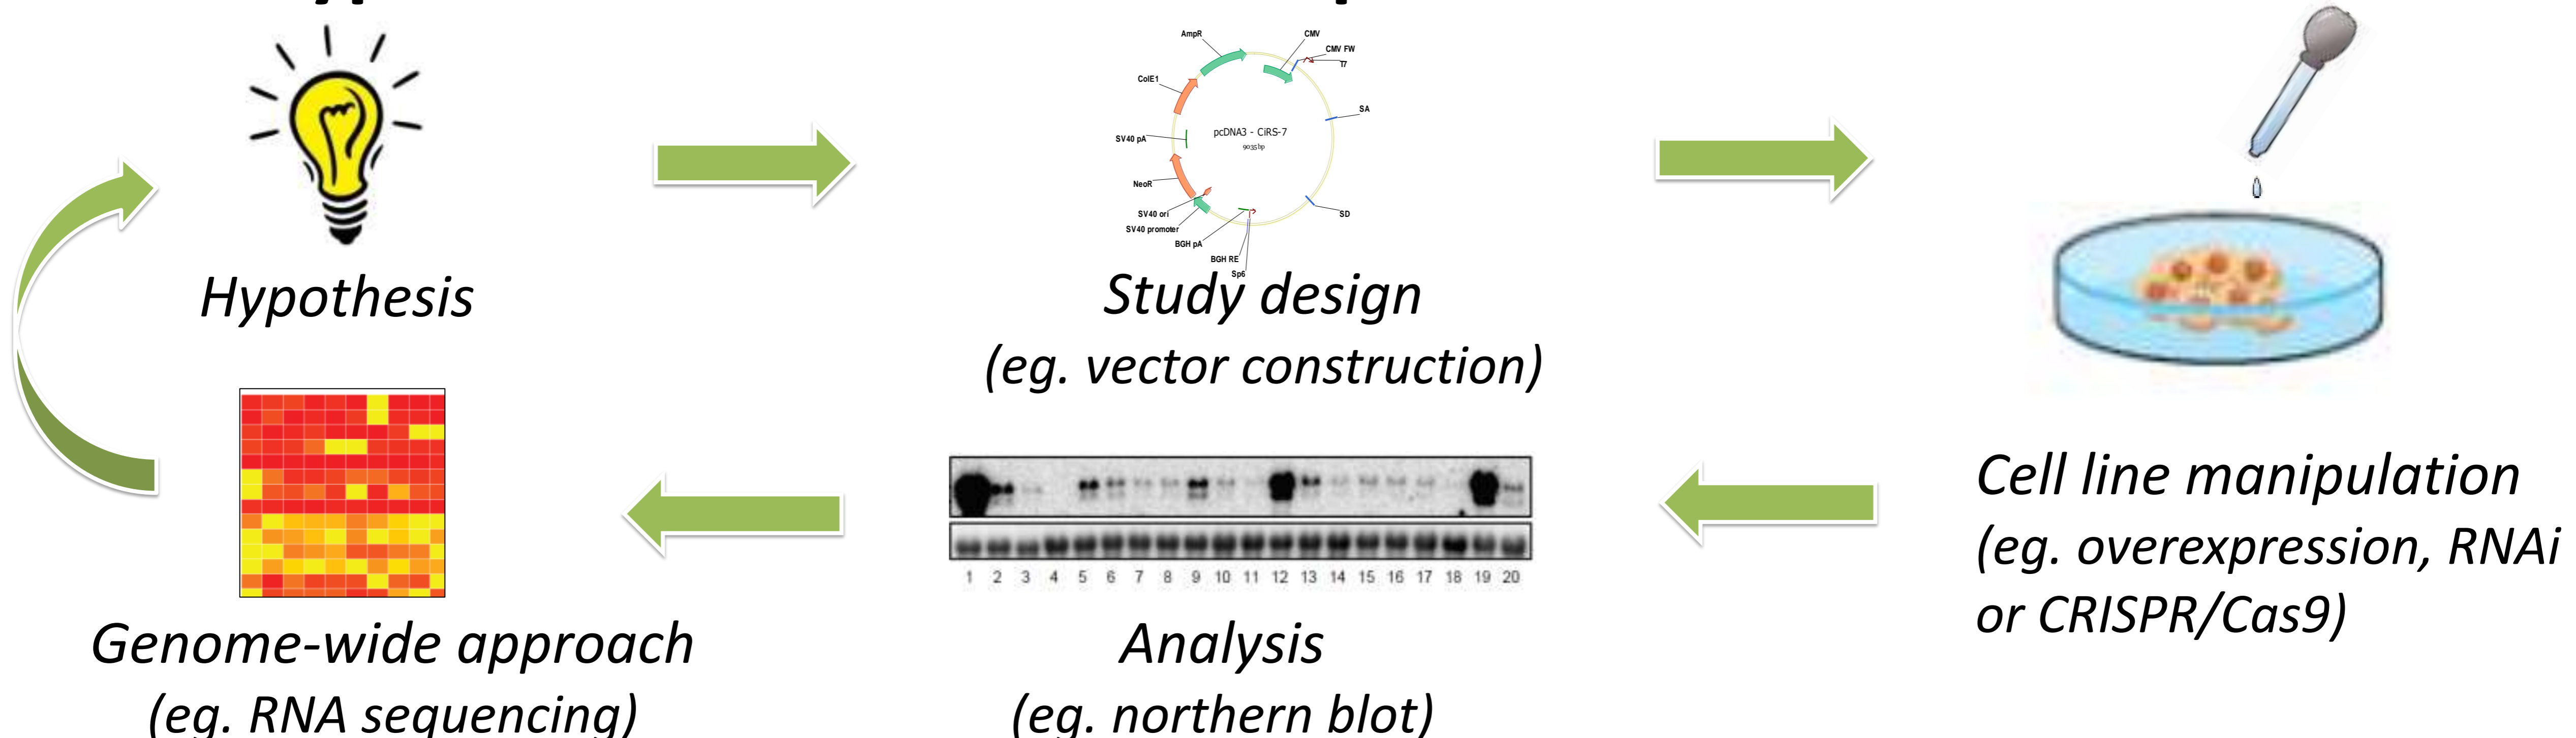 Hypothesis
AmpR
CMV
CMV FW
T7
ColE1
SA
SV40 pA
pcDNA3 - CiRS-7
9035 bp
NeoR
SV40 ori
SD
SV40 promoter
BGH pA
BGH RE
Sp6
Study design
(eg. vector construction)
Cell line manipulation
(eg. overexpression, RNAi
or CRISPR/Cas9)
1 2 3 4 5 6 7 8 9 10 11 12 13 14 15 16 17 18 19 20
Analysis
(eg. northern blot)
Genome-wide approach
(eg. RNA sequencing)